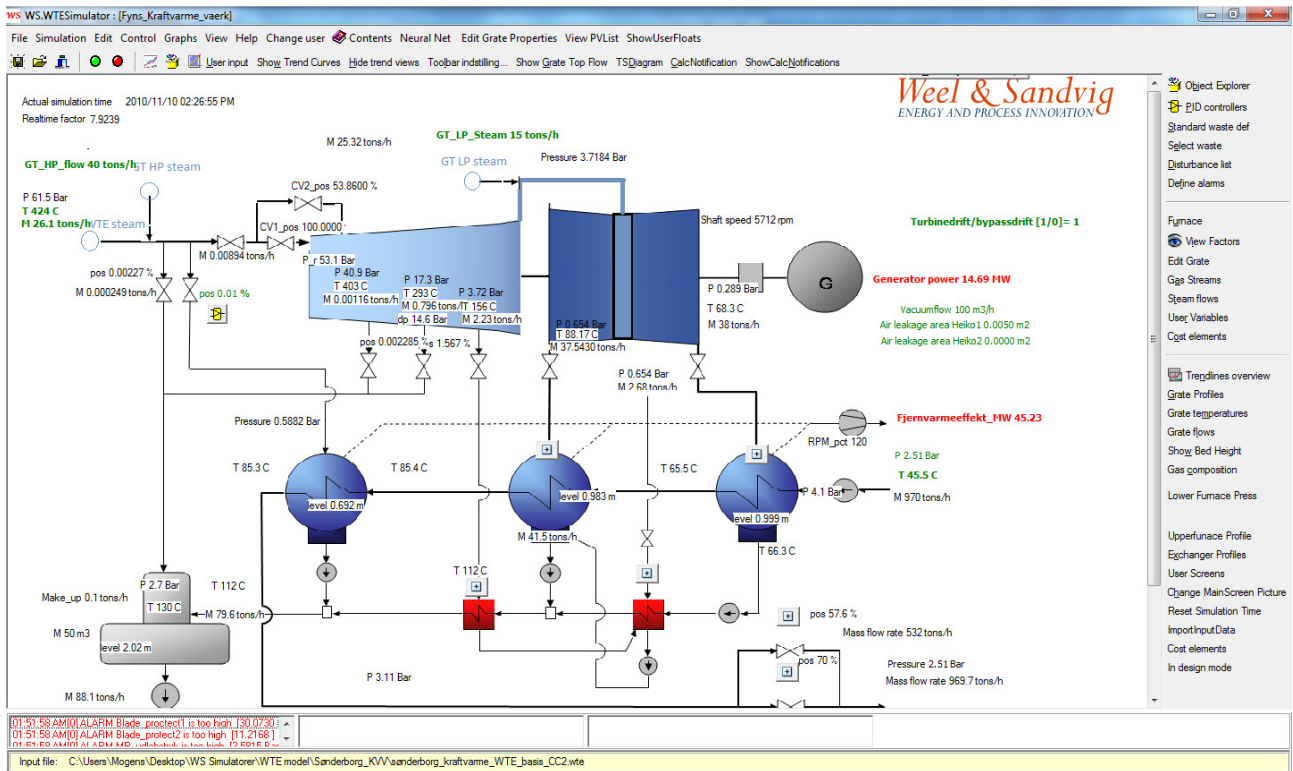 WS WS.WTESimulator : [Fyns_Kraftvarme_vaerk]
File Simulation Edit Control Graphs View Help Change user Contents Neural Net Edit Grate Properties View PVList ShowUserFloats
User input Show Trend Curves Hide trend views Toolbar indstilling... Show Grate Top Flow TSDiagram CalcNotification ShowCalcNotifications
Weel & Sandvig
ENERGY AND PROCESS INNOVATION
Actual simulation time 2010/11/10 02:26:55 PM
Realtime factor 7.9239
M 25.32 tons/h
GT_LP_Steam 15 tons/h
GT LP steam
Pressure 3.7184 Bar
GT_HP_flow 40 tons/h
ST HP steam
CV2_pos 53.8600 %
P 61.5 Bar
T 424 C
M 26.1 tons/h
VTE steam
CV1_pos 100.0000
Shaft speed 5712 rpm
Turbinedrift/bypassdrift [1/0]= 1
M 0.00894 tons/h
P_r 53.1 Bar
pos 0.00227 %
M 0.000249 tons/h
pos 0.01 %
P 40.9 Bar
T 403 C
M 0.00116 tons/h
P 17.3 Bar
T 293 C
M 0.796 tons/h
dp 14.6 Bar
P 3.72 Bar
T 156 C
M 2.23 tons/h
P 0.289 Bar
T 68.3 C
M 38 tons/h
G
Generator power 14.69 MW
Vacuumflow 100 m3/h
Air leakage area Heiko1 0.0050 m2
Air leakage area Heiko2 0.0000 m2
P 0.654 Bar
T 88.17 C
M 37.5430 tons/h
pos 0.002285 %
s 1.567 %
P 0.654 Bar
M 2.68 tons/h
Pressure 0.5882 Bar
Fjernvarmeeffekt_MW 45.23
RPM_pct 120
T 85.3 C
T 85.4 C
T 65.5 C
P 2.51 Bar
T 45.5 C
P 4.1 Bar
M 970 tons/h
level 0.692 m
level 0.983 m
level 0.999 m
M 41.5 tons/h
T 66.3 C
T 112 C
P 2.7 Bar
T 130 C
T 112 C
Make_up 0.1 tons/h
M 79.6 tons/h
M 50 m3
level 2.02 m
M 88.1 tons/h
P 3.11 Bar
pos 57.6 %
Mass flow rate 532 tons/h
pos 70 %
Pressure 2.51 Bar
Mass flow rate 969.7 tons/h
Object Explorer
PID controllers
Standard waste def
Select waste
Disturbance list
Define alarms
Furnace
View Factors
Edit Grate
Gas Streams
Steam flows
User Variables
Cost elements
Trendlines overview
Grate Profiles
Grate temperatures
Grate flows
Show Bed Height
Gas composition
Lower Furnace Press
Upperfunace Profile
Exchanger Profiles
User Screens
Change MainScreen Picture
Reset Simulation Time
ImportInputData
Cost elements
In design mode
01:51:58 AM[0] ALARM Blade_proctect1 is too high [30.0730]
01:51:58 AM[0] ALARM Blade_protect2 is too high [11.2168 ]
Input file: C:\Users\Mogens\Desktop\WS Simulatorer\WTE model\Sønderborg_KVV\sønderborg_kraftvarme_WTE_basis_CC2.wte